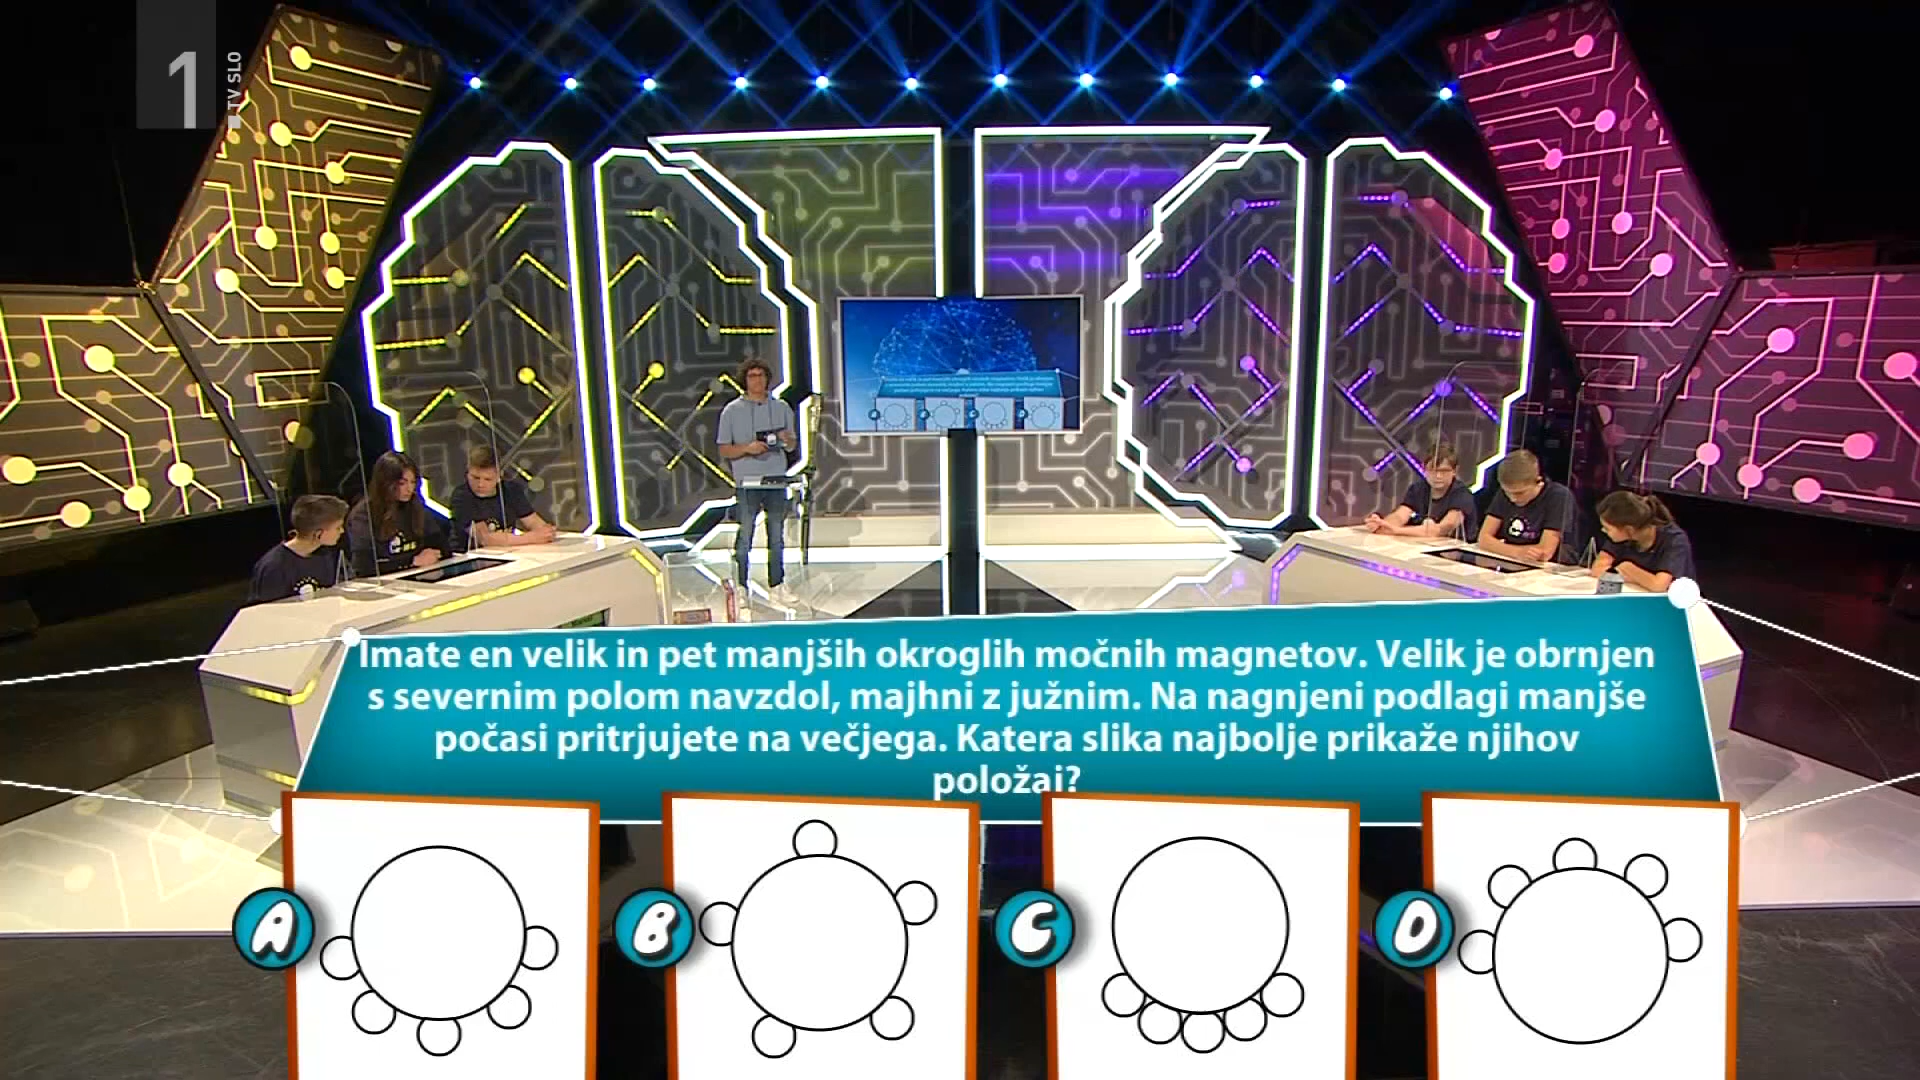 1
TV SLO
Imate en velik in pet manjših okroglih močnih magnetov. Velik je obrnjen
s severnim polom navzdol, majhni z južnim. Na nagnjeni podlagi manjše
počasi pritrjujete na večjega. Katera slika najbolje prikaže njihov
položaj?
A
B
C
D